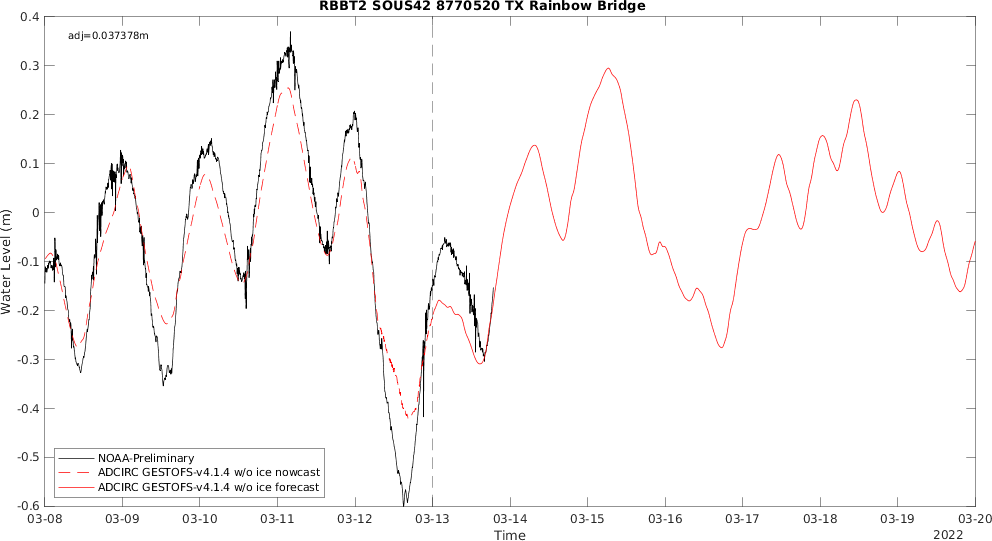 RBBT2 SOUS42 8770520 TX Rainbow Bridge
adj=0.037378m
0.4
0.3
0.2
0.1
0
-0.1
-0.2
-0.3
-0.4
-0.5
-0.6
Water Level (m)
NOAA-Preliminary
ADCIRC GESTOFS-v4.1.4 w/o ice nowcast
ADCIRC GESTOFS-v4.1.4 w/o ice forecast
03-08 03-09 03-10 03-11 03-12 03-13 03-14 03-15 03-16 03-17 03-18 03-19 03-20
Time
2022